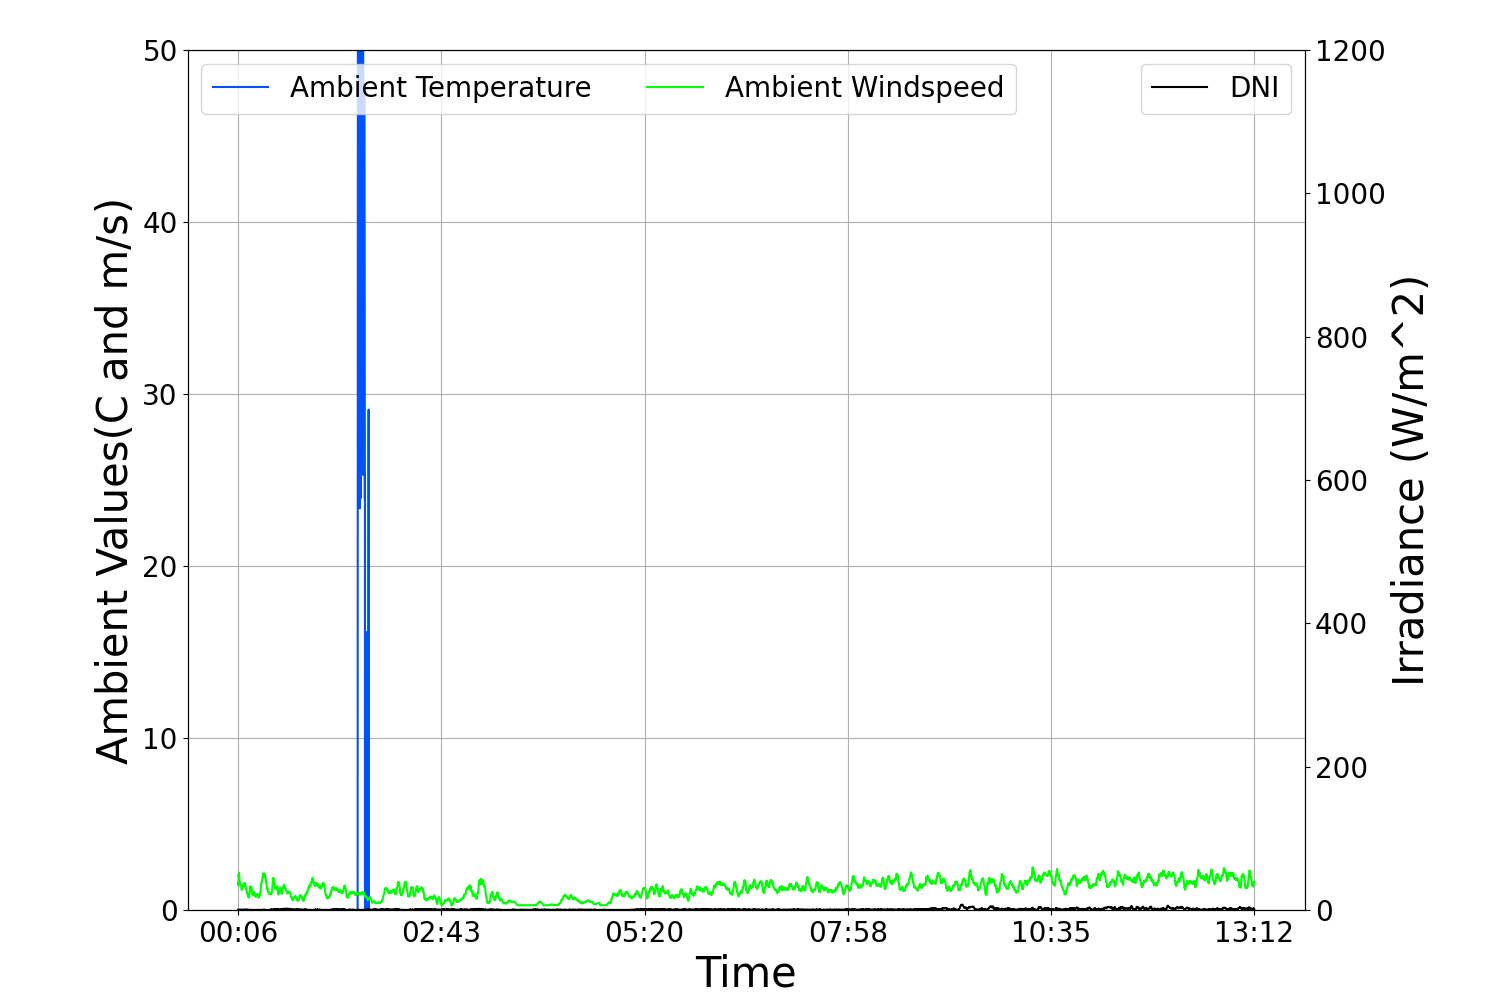 Ambient Temperature Ambient Windspeed DNI
Ambient Values(C and m/s)
50
40
30
20
10
0
1200
1000
800
600
400
200
0
Irradiance (W/m^2)
00:06 02:43 05:20 07:58 10:35 13:12
Time